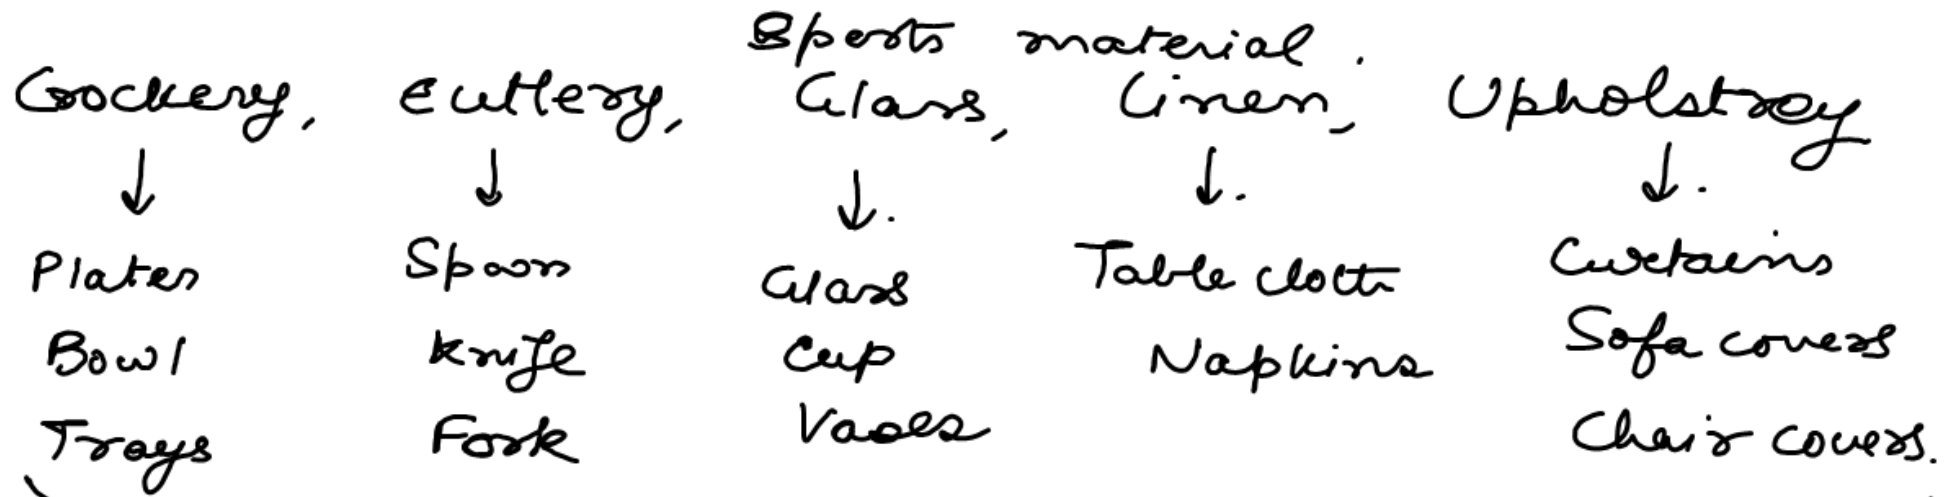 Sports material.
Crockery, Cutlery, Glass, Linen, Upholstrey
Plates Spoon Glass Table cloth Curtains
Bowl Knife Cup Napkins Sofa covers
Trays Fork Vases Chair covers.